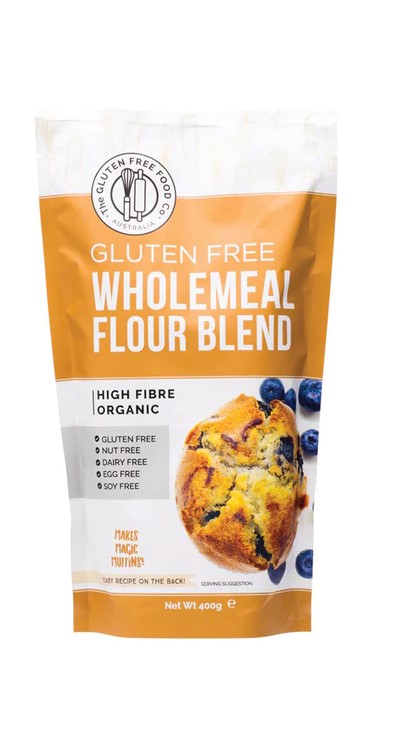 The GLUTEN FREE FOOD Co.
AUSTRALIA
GLUTEN FREE
WHOLEMEAL
FLOUR BLEND
HIGH FIBRE
ORGANIC
GLUTEN FREE
NUT FREE
DAIRY FREE
EGG FREE
SOY FREE
MAKES
MAGIC
MUFFINS!
EASY RECIPE ON THE BACK!
SERVING SUGGESTION
Net Wt 400g ℮